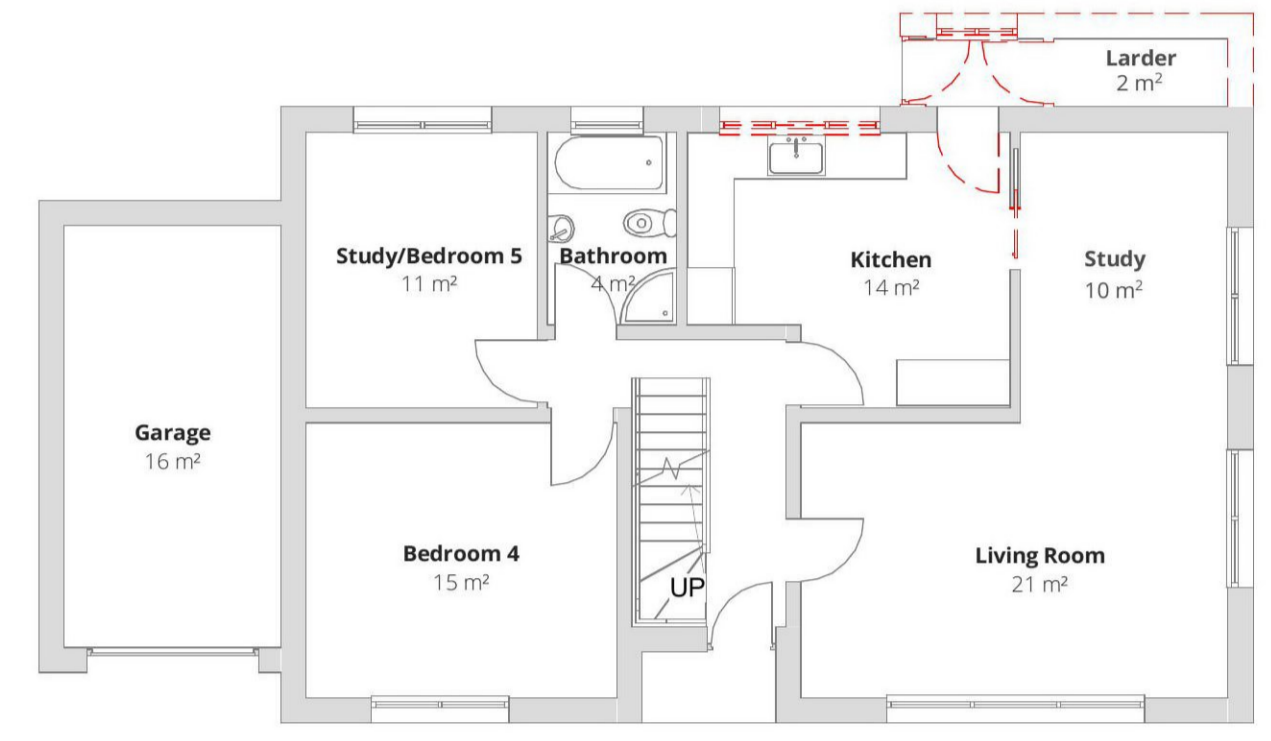 Larder
2 m²
Study/Bedroom 5
11 m²
Bathroom
4 m²
Kitchen
14 m²
Study
10 m²
Garage
16 m²
Bedroom 4
15 m²
Living Room
21 m²
UP